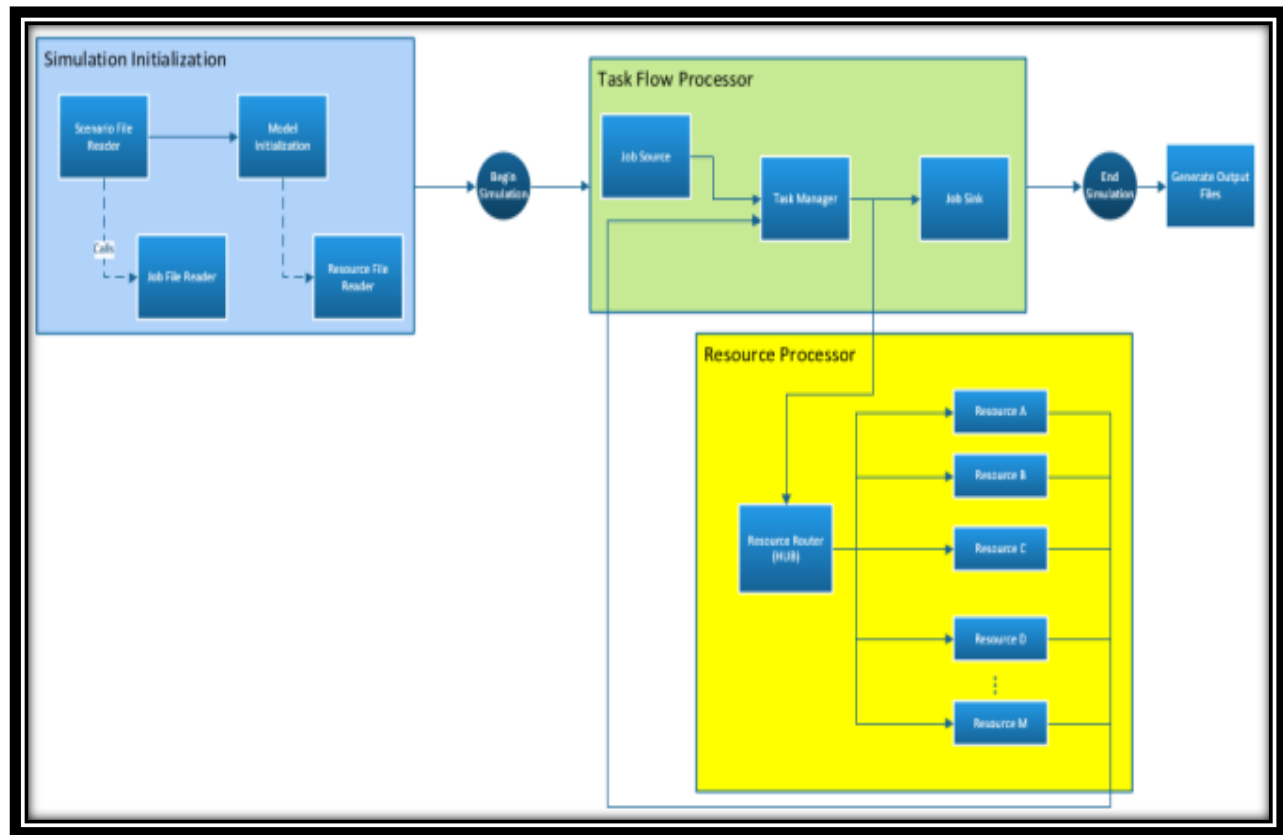 Simulation Initialization
Scenario File
Reader
Model
Initialization
Calls
Job File Reader
Resource File
Reader
Begin
Simulation
Task Flow Processor
Job Source
Task Manager
Job Sink
End
Simulation
Generate Output
Files
Resource Processor
Resource Router
(HUB)
Resource A
Resource B
Resource C
Resource D
Resource M